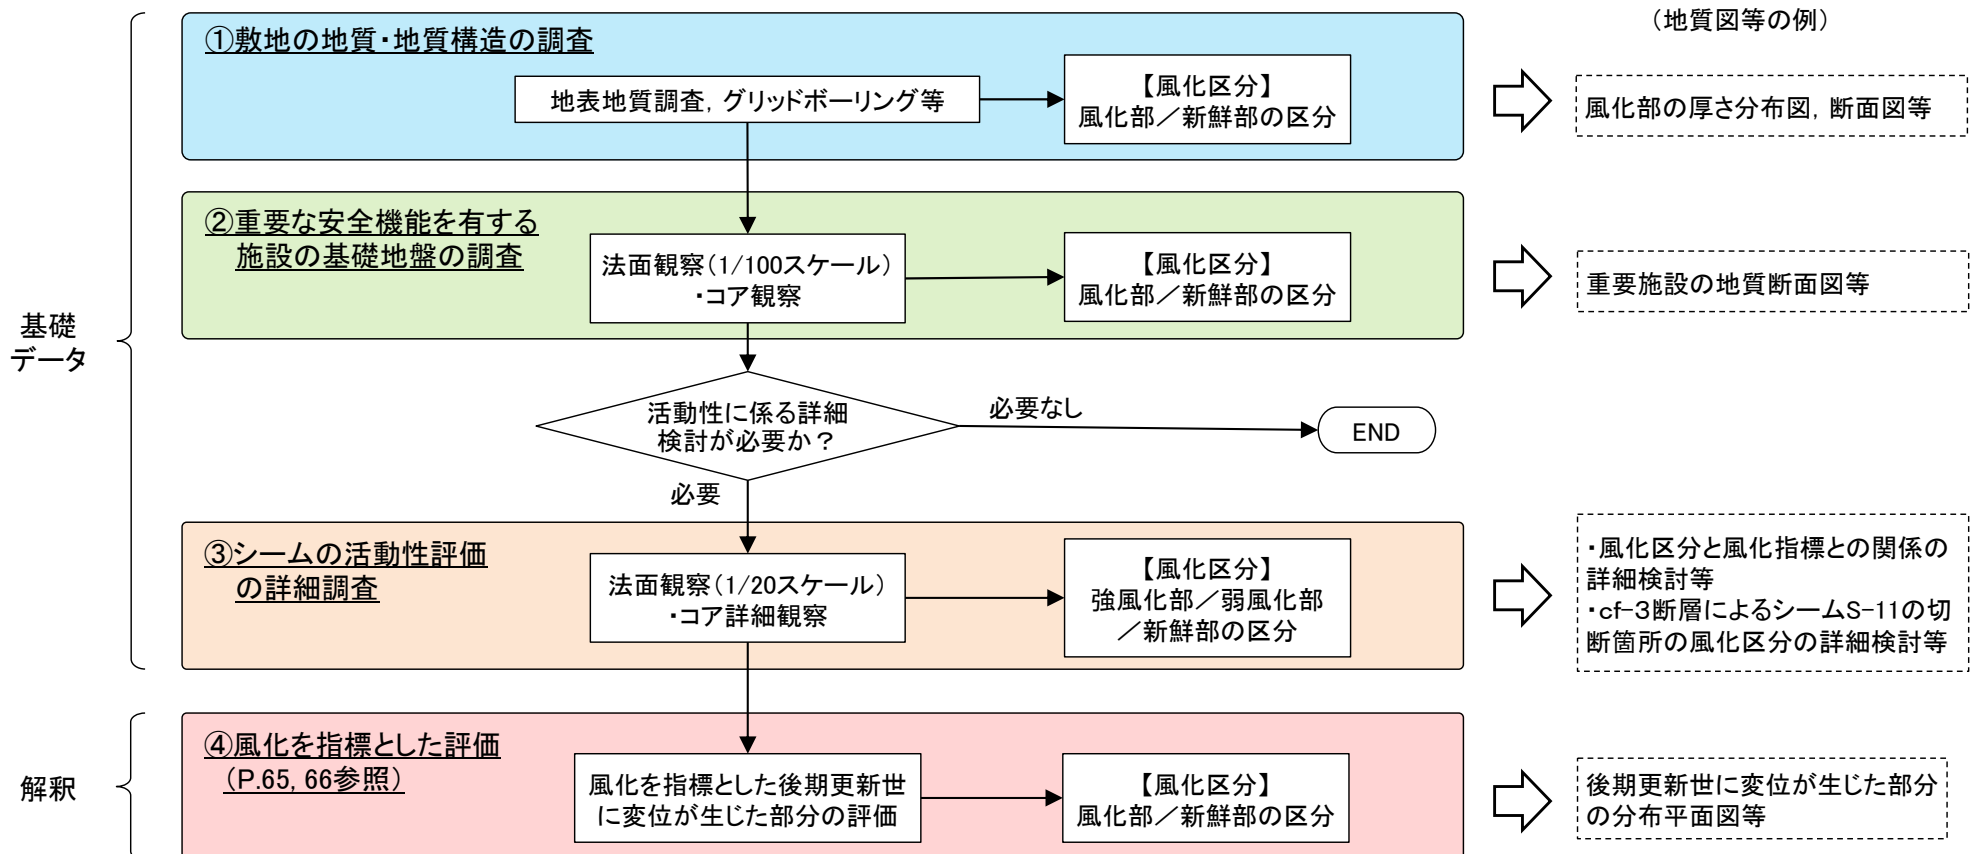 （地質図等の例）
①敷地の地質・地質構造の調査
地表地質調査，グリッドボーリング等
【風化区分】
風化部／新鮮部の区分
風化部の厚さ分布図，断面図等
②重要な安全機能を有する
施設の基礎地盤の調査
法面観察（1/100スケール）
・コア観察
【風化区分】
風化部／新鮮部の区分
重要施設の地質断面図等
基礎
データ
活動性に係る詳細
検討が必要か？
必要なし
END
必要
③シームの活動性評価
の詳細調査
法面観察（1/20スケール）
・コア詳細観察
【風化区分】
強風化部／弱風化部
／新鮮部の区分
・風化区分と風化指標との関係の
詳細検討等
・cf-3断層によるシームS-11の切
断箇所の風化区分の詳細検討等
解釈
④風化を指標とした評価
（P.65，66参照）
風化を指標とした後期更新世
に変位が生じた部分の評価
【風化区分】
風化部／新鮮部の区分
後期更新世に変位が生じた部分
の分布平面図等